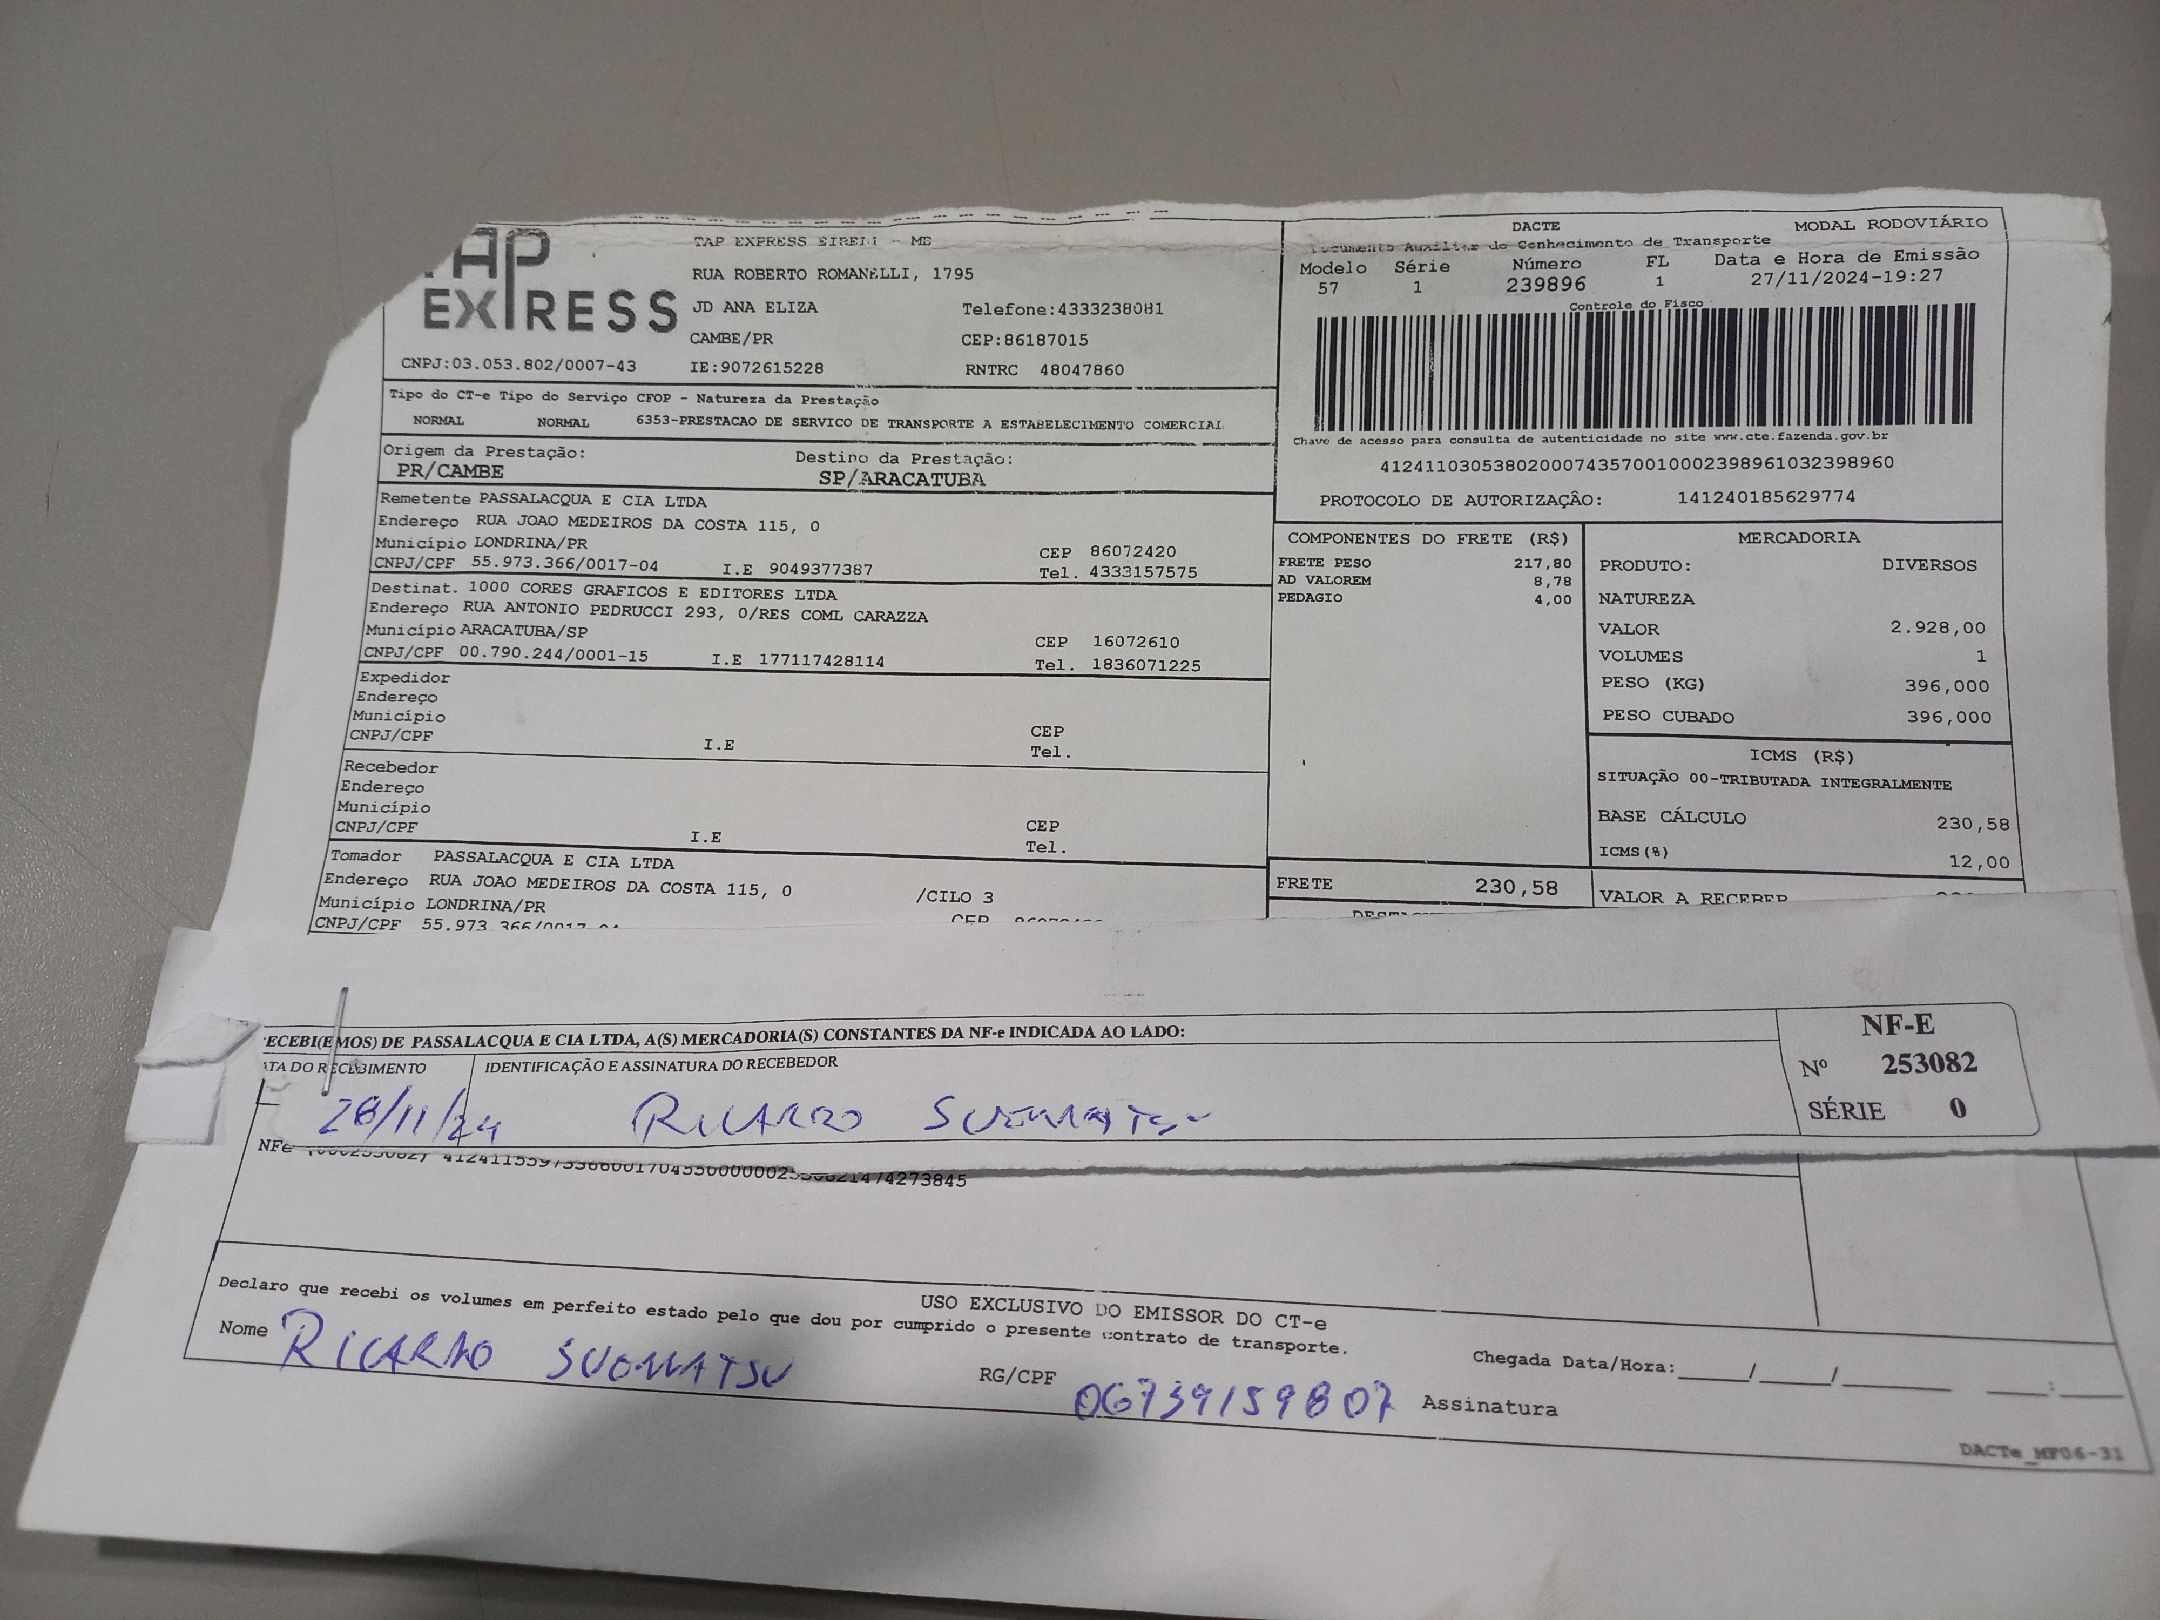 TAP EXPRESS
TAP EXPRESS EIRELI - ME
RUA ROBERTO ROMANELLI, 1795
JD ANA ELIZA Telefone:4333238081
CAMBE/PR CEP:86187015
CNPJ:03.053.802/0007-43 IE:9072615228 RNTRC 48047860
DACTE MODAL RODOVIÁRIO
Documento Auxiliar do Conhecimento de Transporte
Modelo Série Número FL Data e Hora de Emissão
57 1 239896 1 27/11/2024-19:27
Controle do Fisco
Chave de acesso para consulta de autenticidade no site www.cte.fazenda.gov.br
41241103053802000743570010002398961032398960
PROTOCOLO DE AUTORIZAÇÃO: 141240185629774
Tipo do CT-e Tipo do Serviço CFOP - Natureza da Prestação
NORMAL NORMAL 6353-PRESTACAO DE SERVICO DE TRANSPORTE A ESTABELECIMENTO COMERCIAL
Origem da Prestação: Destino da Prestação:
PR/CAMBE SP/ARACATUBA
Remetente PASSALACQUA E CIA LTDA
Endereço RUA JOAO MEDEIROS DA COSTA 115, 0
Município LONDRINA/PR CEP 86072420
CNPJ/CPF 55.973.366/0017-04 I.E 9049377387 Tel. 4333157575
Destinat. 1000 CORES GRAFICOS E EDITORES LTDA
Endereço RUA ANTONIO PEDRUCCI 293, 0/RES COML CARAZZA
Município ARACATUBA/SP CEP 16072610
CNPJ/CPF 00.790.244/0001-15 I.E 177117428114 Tel. 1836071225
Expedidor
Endereço
Município CEP
CNPJ/CPF I.E Tel.
Recebedor
Endereço
Município CEP
CNPJ/CPF I.E Tel.
Tomador PASSALACQUA E CIA LTDA
Endereço RUA JOAO MEDEIROS DA COSTA 115, 0 /CILO 3
Município LONDRINA/PR CEP
CNPJ/CPF 55.973.366/0017-04
COMPONENTES DO FRETE (R$)
FRETE PESO 217,80
AD VALOREM 8,78
PEDAGIO 4,00
FRETE 230,58
MERCADORIA
PRODUTO: DIVERSOS
NATUREZA
VALOR 2.928,00
VOLUMES 1
PESO (KG) 396,000
PESO CUBADO 396,000
ICMS (R$)
SITUAÇÃO 00-TRIBUTADA INTEGRALMENTE
BASE CÁLCULO 230,58
ICMS(%) 12,00
VALOR A RECEBER
ECEBI(EMOS) DE PASSALACQUA E CIA LTDA, A(S) MERCADORIA(S) CONSTANTES DA NF-e INDICADA AO LADO:
ATA DO RECEBIMENTO IDENTIFICAÇÃO E ASSINATURA DO RECEBEDOR
28/11/24 RICARDO SUOMATSU
NF-E
Nº 253082
SÉRIE 0
NFe
USO EXCLUSIVO DO EMISSOR DO CT-e
Declaro que recebi os volumes em perfeito estado pelo que dou por cumprido o presente contrato de transporte.
Nome RICARDO SUOMATSU RG/CPF 06739159807 Assinatura
Chegada Data/Hora:____/____/______ ____:____
DACTe_MF06-31